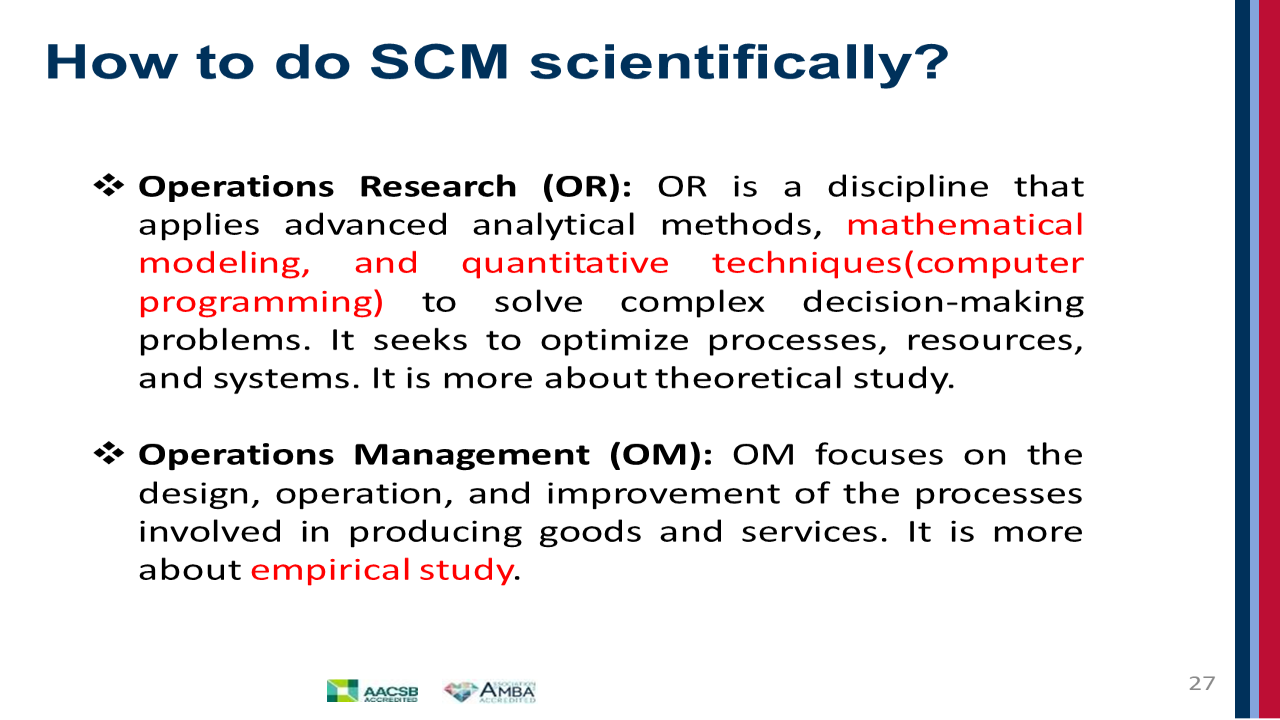 How to do SCM scientifically?
❖ Operations Research (OR): OR is a discipline that
applies advanced analytical methods, mathematical
modeling, and quantitative techniques(computer
programming) to solve complex decision-making
problems. It seeks to optimize processes, resources,
and systems. It is more about theoretical study.
❖ Operations Management (OM): OM focuses on the
design, operation, and improvement of the processes
involved in producing goods and services. It is more
about empirical study.
AACSB
ACCREDITED
AMBA
ACCREDITED
27